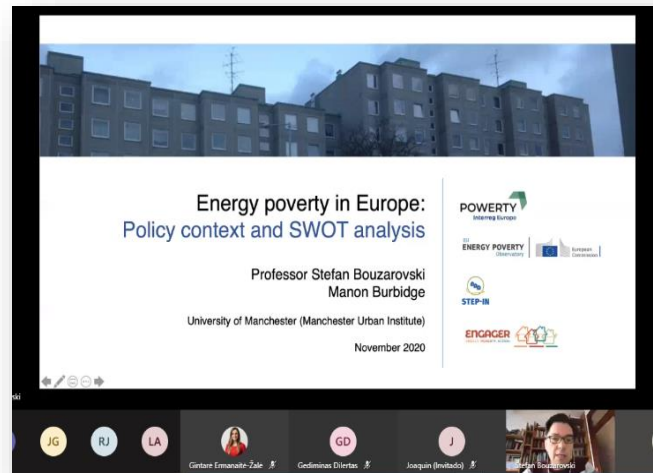 Energy poverty in Europe:
Policy context and SWOT analysis
Professor Stefan Bouzarovski
Manon Burbidge
University of Manchester (Manchester Urban Institute)
November 2020
POWERTY
Interreg Europe
EU
ENERGY POVERTY
Observatory
European
Commission
STEP-IN
ENGAGER
ski
JG
RJ
LA
GD
J
Gintare Ermanaite-Žale
Gediminas Dilertas
Joaquin (Invitado)
Stefan Bouzarovski